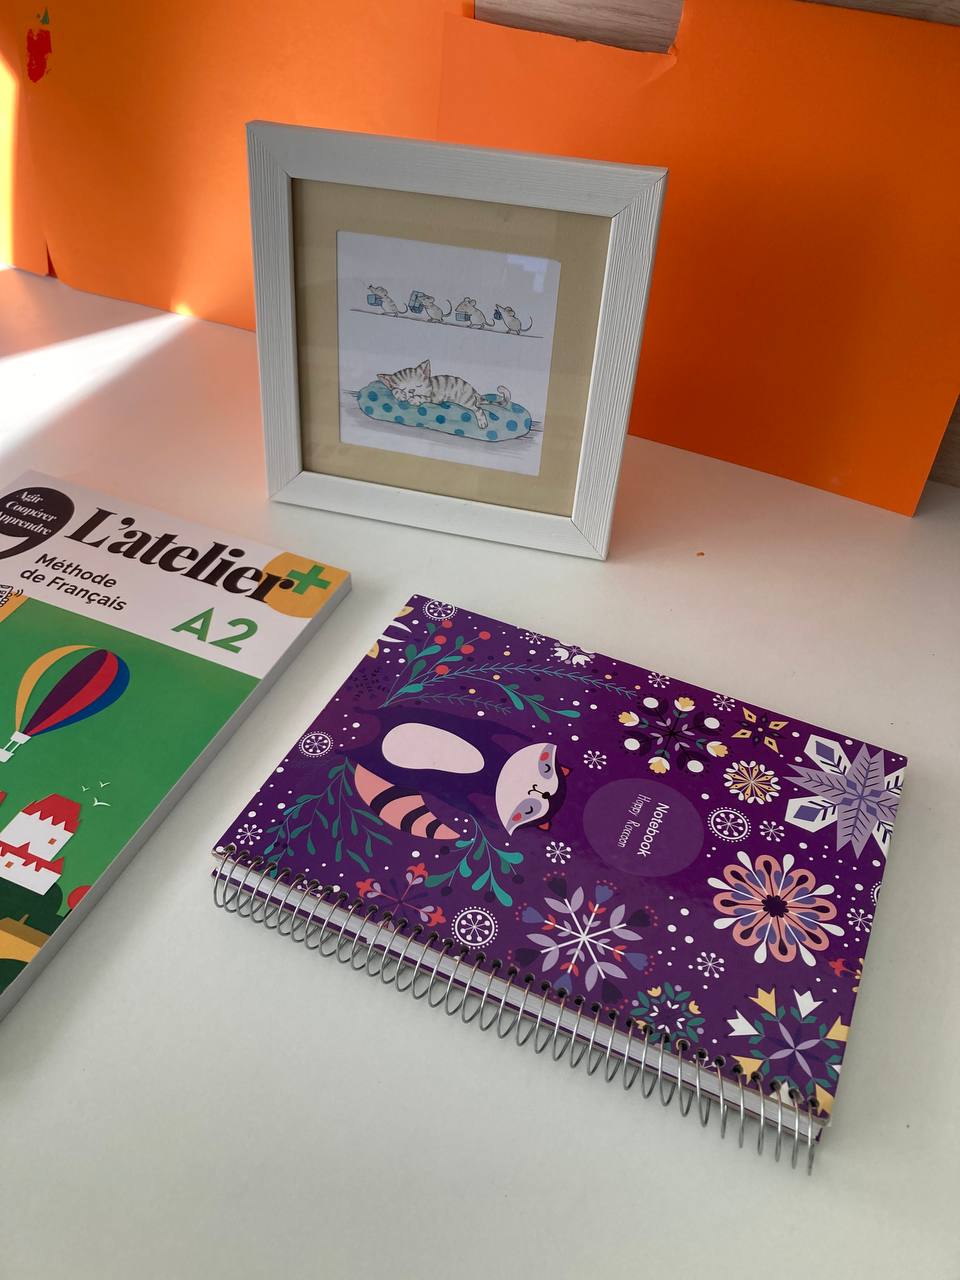 Agir
Coopérer
Apprendre
L'atelier+
Méthode
de Français
A2
Notebook
Happy Raccoon